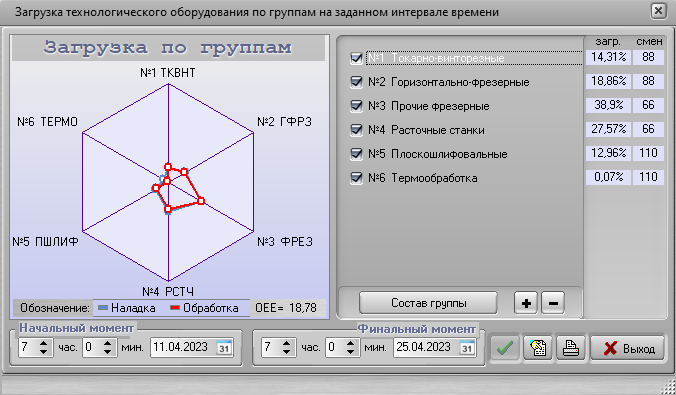 Загрузка технологического оборудования по группам на заданном интервале времени
Загрузка по группам
№1 ТКВНТ
№2 ГФРЗ
№3 ФРЕЗ
№4 РСТЧ
№5 ПШЛИФ
№6 ТЕРМО
Обозначение: Наладка Обработка OEE= 18,78
загр. смен
№1 Токарно-винторезные 14,31% 88
№2 Горизонтально-фрезерные 18,86% 88
№3 Прочие фрезерные 38,9% 66
№4 Расточные станки 27,57% 66
№5 Плоскошлифовальные 12,96% 110
№6 Термообработка 0,07% 110
Состав группы
Начальный момент
7 час. 0 мин. 11.04.2023 31
Финальный момент
7 час. 0 мин. 25.04.2023 31
Выход